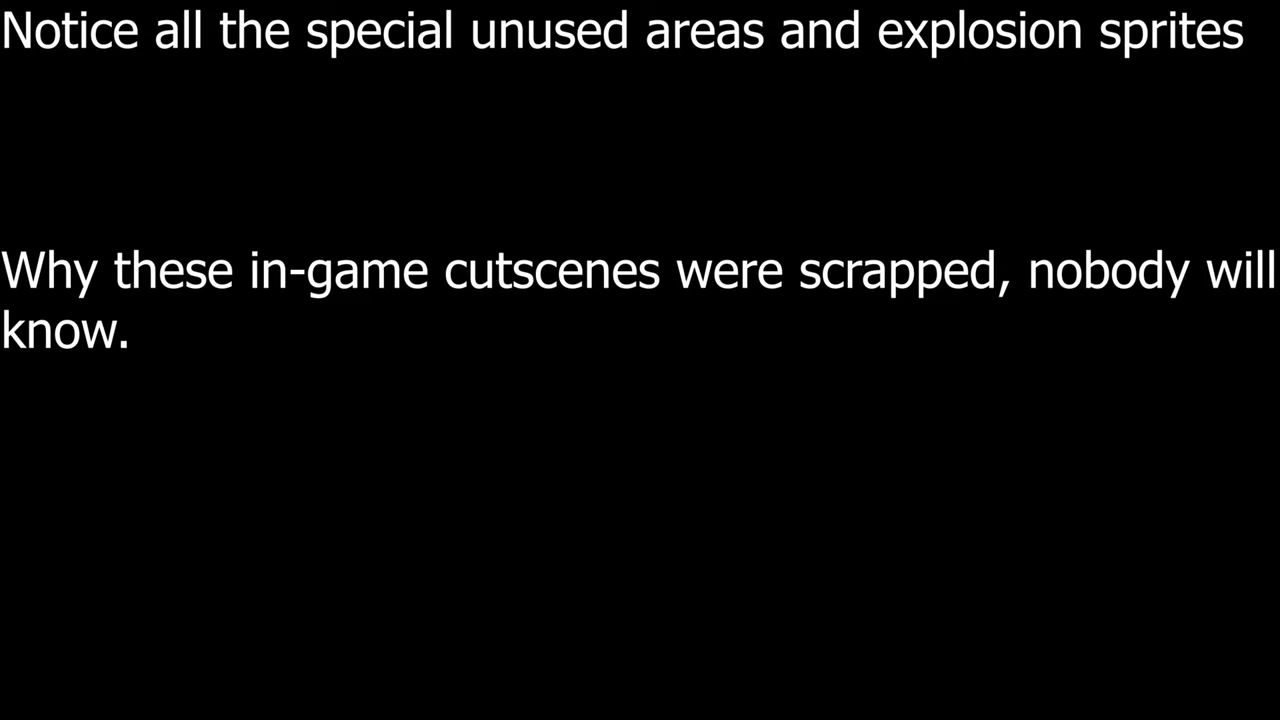 Notice all the special unused areas and explosion sprites
Why these in-game cutscenes were scrapped, nobody will
know.